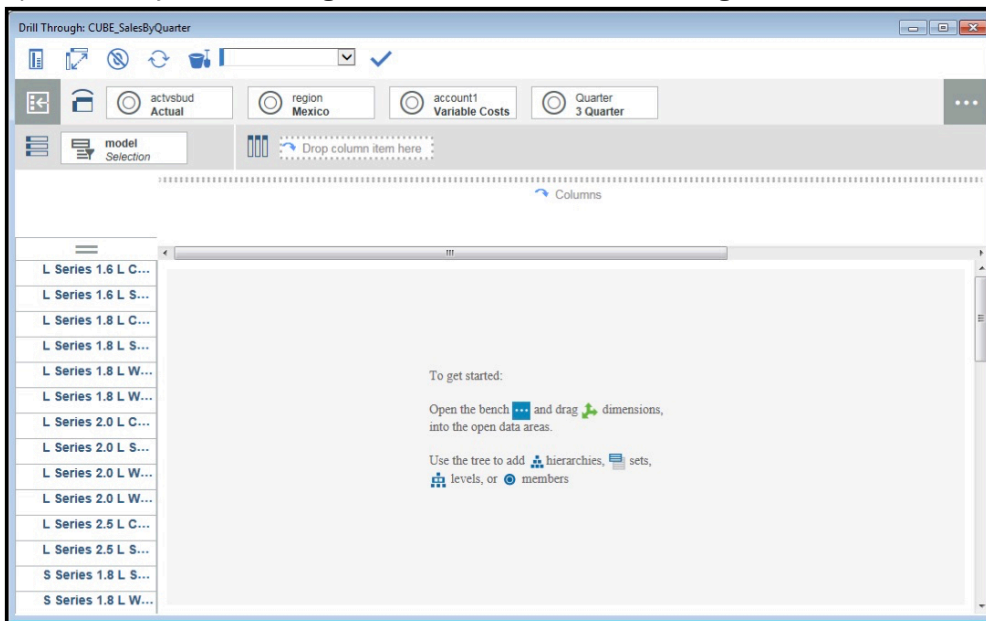 Drill Through: CUBE_SalesByQuarter
actvsbud
Actual
region
Mexico
account1
Variable Costs
Quarter
3 Quarter
model
Selection
Drop column item here
Columns
L Series 1.6 L C...
L Series 1.6 L S...
L Series 1.8 L C...
L Series 1.8 L S...
L Series 1.8 L W...
L Series 1.8 L W...
L Series 2.0 L C...
L Series 2.0 L S...
L Series 2.0 L W...
L Series 2.0 L W...
L Series 2.5 L C...
L Series 2.5 L S...
S Series 1.8 L S...
S Series 1.8 L W...
To get started:
Open the bench and drag dimensions,
into the open data areas.
Use the tree to add hierarchies, sets,
levels, or members